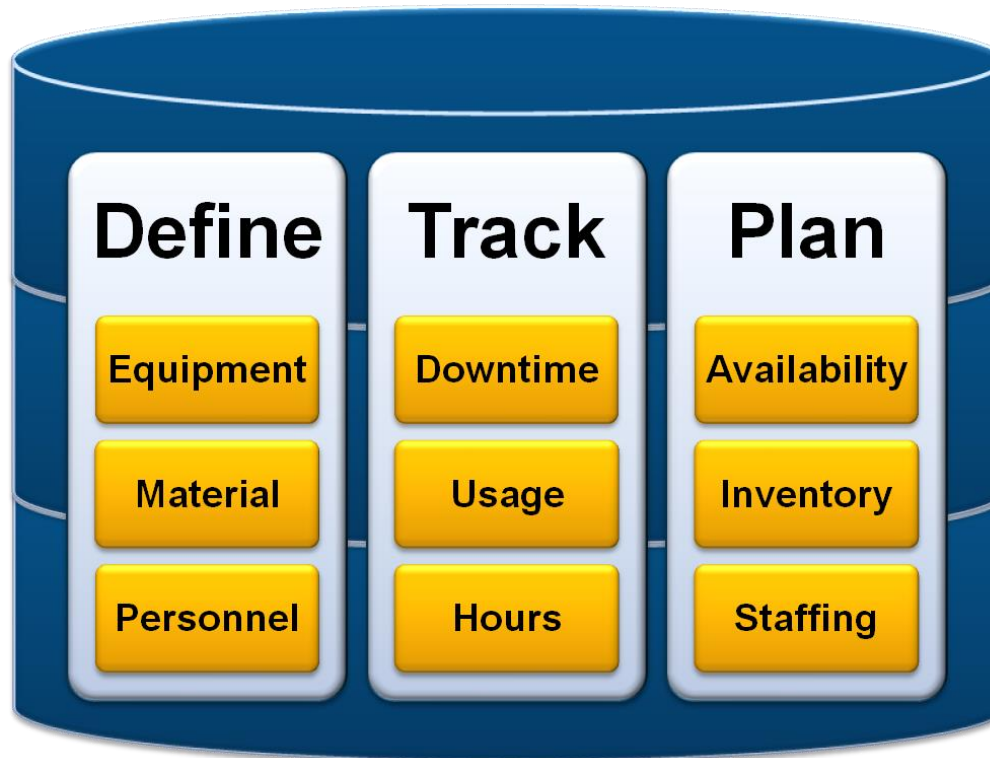 Define
Equipment
Material
Personnel
Track
Downtime
Usage
Hours
Plan
Availability
Inventory
Staffing